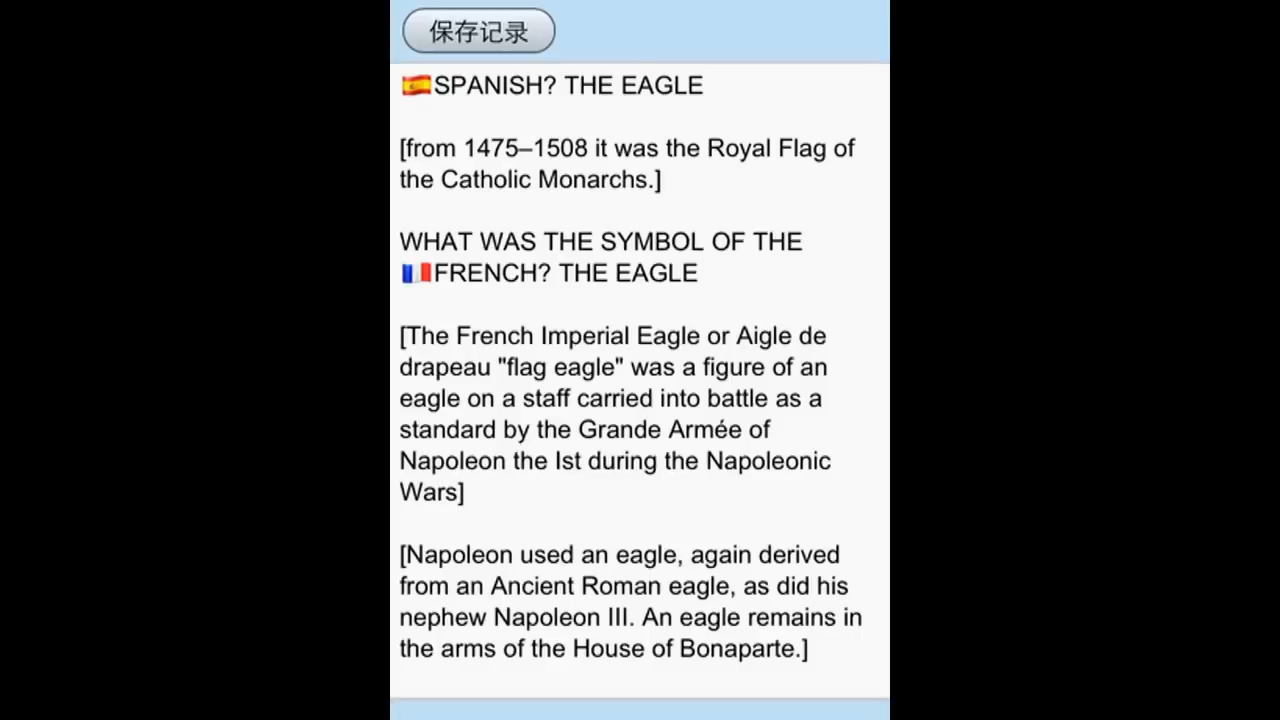 保存记录
🇪🇸SPANISH? THE EAGLE
[from 1475–1508 it was the Royal Flag of
the Catholic Monarchs.]
WHAT WAS THE SYMBOL OF THE
🇫🇷FRENCH? THE EAGLE
[The French Imperial Eagle or Aigle de
drapeau "flag eagle" was a figure of an
eagle on a staff carried into battle as a
standard by the Grande Armée of
Napoleon the Ist during the Napoleonic
Wars]
[Napoleon used an eagle, again derived
from an Ancient Roman eagle, as did his
nephew Napoleon III. An eagle remains in
the arms of the House of Bonaparte.]